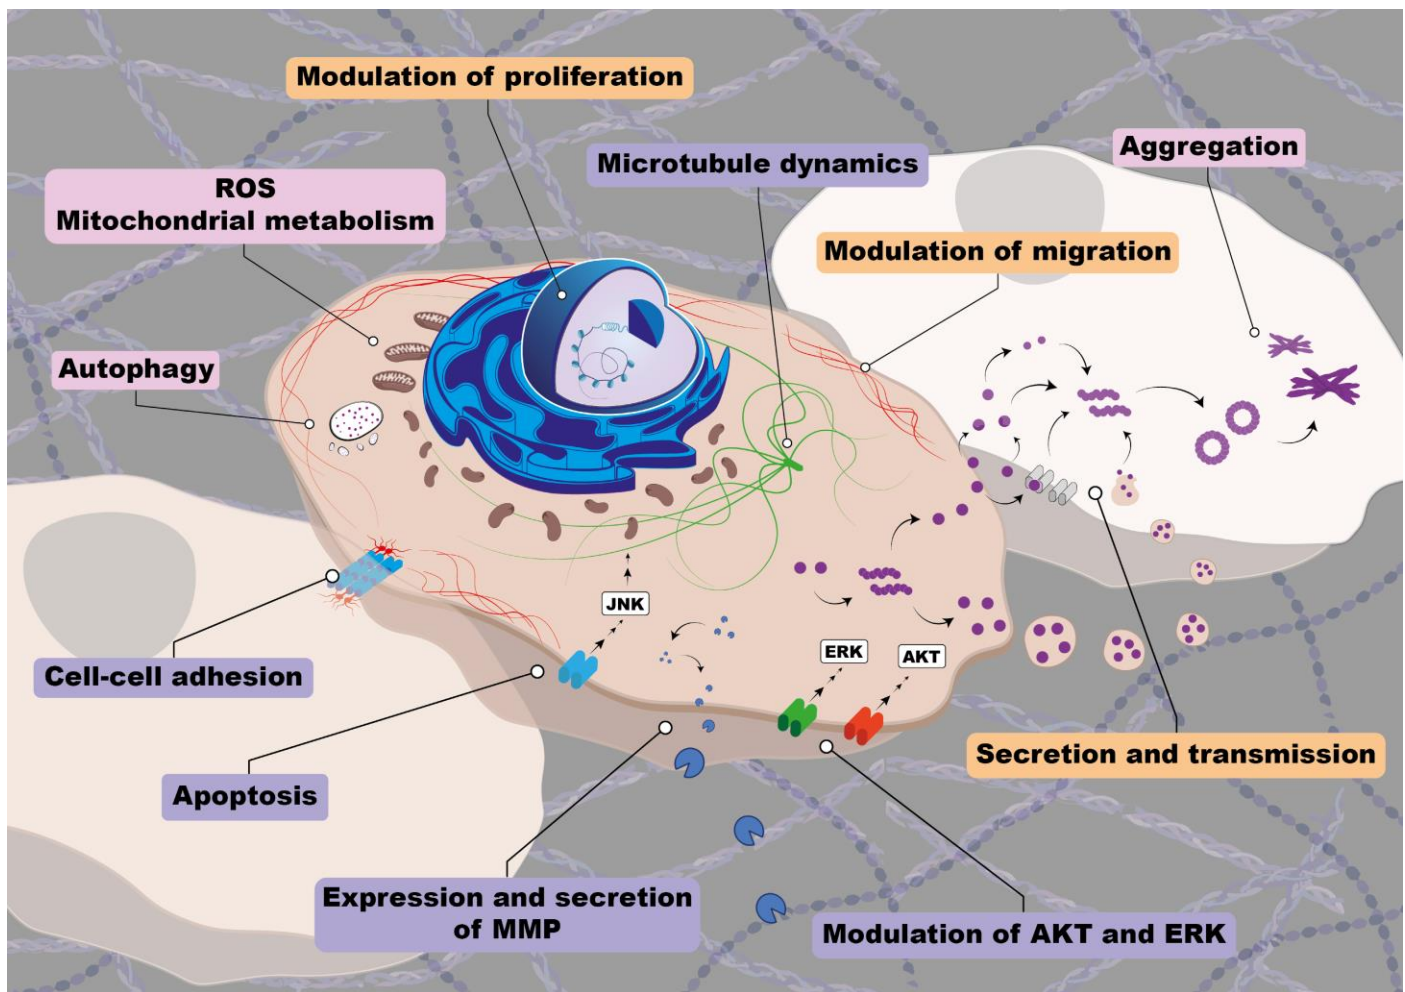 Modulation of proliferation
Microtubule dynamics
Aggregation
ROS
Mitochondrial metabolism
Modulation of migration
Autophagy
JNK
ERK
AKT
Cell-cell adhesion
Secretion and transmission
Apoptosis
Expression and secretion
of MMP
Modulation of AKT and ERK